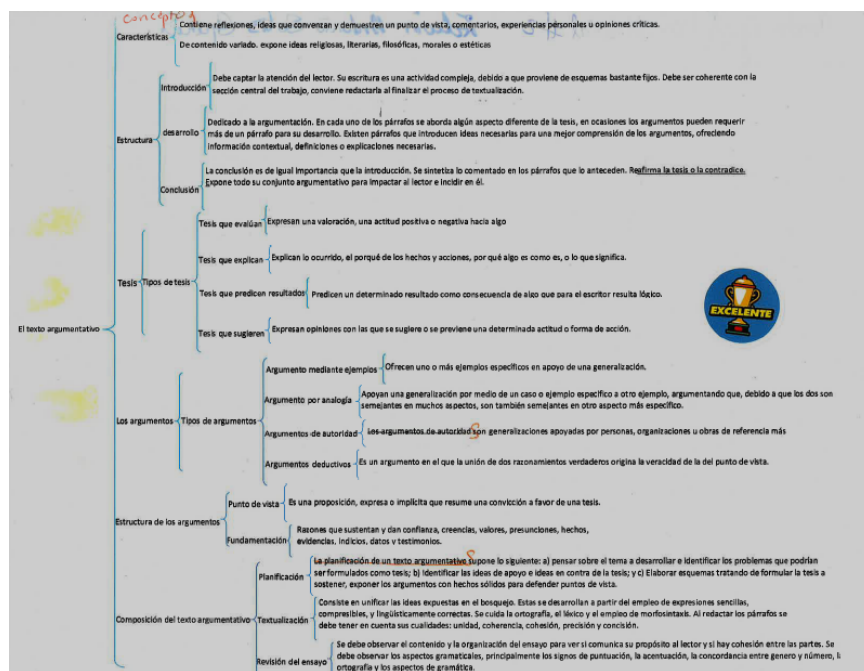 Concepto
Características
Contiene reflexiones, ideas que convenzan y demuestren un punto de vista, comentarios, experiencias personales u opiniones críticas.
De contenido variado. expone ideas religiosas, literarias, filosóficas, morales o estéticas
Estructura
Introducción
Debe captar la atención del lector. Su escritura es una actividad compleja, debido a que proviene de esquemas bastante fijos. Debe ser coherente con la
sección central del trabajo, conviene redactarla al finalizar el proceso de textualización.
desarrollo
Dedicado a la argumentación. En cada uno de los párrafos se aborda algún aspecto diferente de la tesis, en ocasiones los argumentos pueden requerir
más de un párrafo para su desarrollo. Existen párrafos que introducen ideas necesarias para una mejor comprensión de los argumentos, ofreciendo
información contextual, definiciones o explicaciones necesarias.
Conclusión
La conclusión es de igual importancia que la introducción. Se sintetiza lo comentado en los párrafos que lo anteceden. Reafirma la tesis o la contradice.
Expone todo su conjunto argumentativo para impactar al lector e incidir en él.
El texto argumentativo
Tesis
Tipos de tesis
Tesis que evalúan
Expresan una valoración, una actitud positiva o negativa hacia algo
Tesis que explican
Explican lo ocurrido, el porqué de los hechos y acciones, por qué algo es como es, o lo que significa.
Tesis que predicen resultados
Predicen un determinado resultado como consecuencia de algo que para el escritor resulta lógico.
Tesis que sugieren
Expresan opiniones con las que se sugiere o se previene una determinada actitud o forma de acción.
EXCELENTE
Los argumentos
Tipos de argumentos
Argumento mediante ejemplos
Ofrecen uno o más ejemplos específicos en apoyo de una generalización.
Argumento por analogía
Apoyan una generalización por medio de un caso o ejemplo específico a otro ejemplo, argumentando que, debido a que los dos son
semejantes en muchos aspectos, son también semejantes en otro aspecto más específico.
Argumentos de autoridad
Los argumentos de autoridad son generalizaciones apoyadas por personas, organizaciones u obras de referencia más
Argumentos deductivos
Es un argumento en el que la unión de dos razonamientos verdaderos origina la veracidad de la del punto de vista.
Estructura de los argumentos
Punto de vista
Es una proposición, expresa o implícita que resume una convicción a favor de una tesis.
Fundamentación
Razones que sustentan y dan confianza, creencias, valores, presunciones, hechos,
evidencias, indicios, datos y testimonios.
Composición del texto argumentativo
Planificación
La planificación de un texto argumentativo supone lo siguiente: a) pensar sobre el tema a desarrollar e identificar los problemas que podrían
ser formulados como tesis; b) Identificar las ideas de apoyo e ideas en contra de la tesis; y c) Elaborar esquemas tratando de formular la tesis a
sostener, exponer los argumentos con hechos sólidos para defender puntos de vista.
Textualización
Consiste en unificar las ideas expuestas en el bosquejo. Estas se desarrollan a partir del empleo de expresiones sencillas,
compresibles, y lingüísticamente correctas. Se cuida la ortografía, el léxico y el empleo de morfosintaxis. Al redactar los párrafos se
debe tener en cuenta sus cualidades: unidad, coherencia, cohesión, precisión y concisión.
Revisión del ensayo
Se debe observar el contenido y la organización del ensayo para ver si comunica su propósito al lector y si hay cohesión entre las partes. Se
debe observar los aspectos gramaticales, principalmente los signos de puntuación, la acentuación, la concordancia entre genero y número, l
ortografía y los aspectos de gramática.